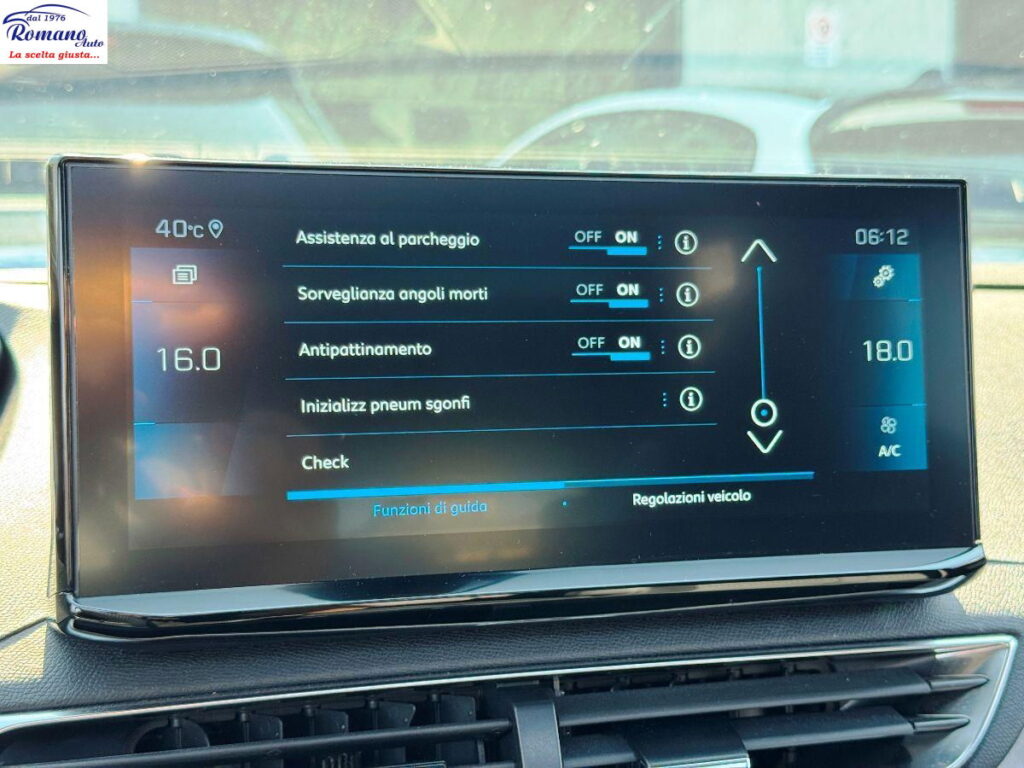 dal 1976
Romano Auto
La scelta giusta...
40°C
06:12
Assistenza al parcheggio OFF ON
Sorveglianza angoli morti OFF ON
16.0
18.0
Antipattinamento OFF ON
Inizializz pneum sgonfi
A/C
Check
Funzioni di guida
Regolazioni veicolo